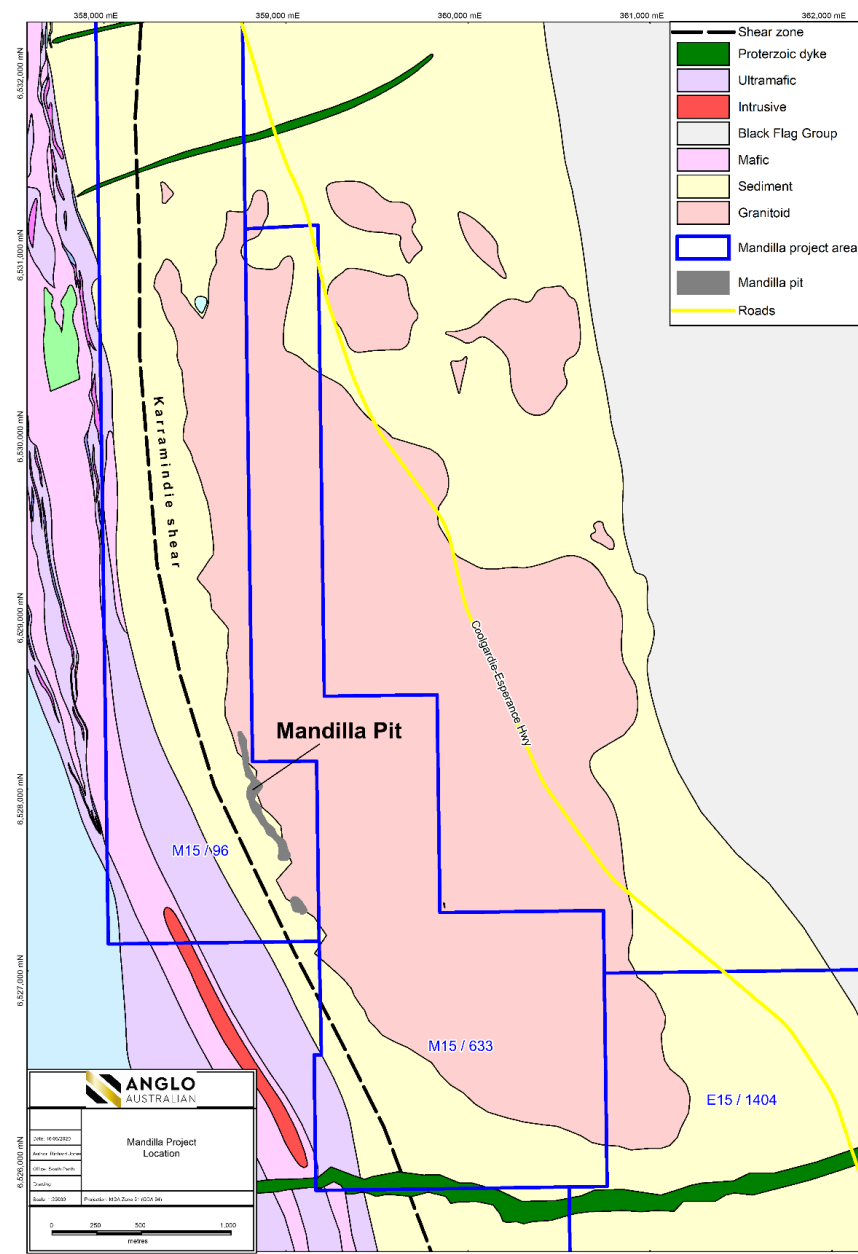 358,000 mE
359,000 mE
360,000 mE
361,000 mE
362,000 mE
6,532,000 mN
6,531,000 mN
6,530,000 mN
6,529,000 mN
6,528,000 mN
6,527,000 mN
6,526,000 mN
Shear zone
Proterzoic dyke
Ultramafic
Intrusive
Black Flag Group
Mafic
Sediment
Granitoid
Mandilla project area
Mandilla pit
Roads
Karramindie shear
Coolgardie-Esperance Hwy
Mandilla Pit
M15 / 96
M15 / 633
E15 / 1404
ANGLO
AUSTRALIAN
Mandilla Project
Location
0 250 500 1,000
metres